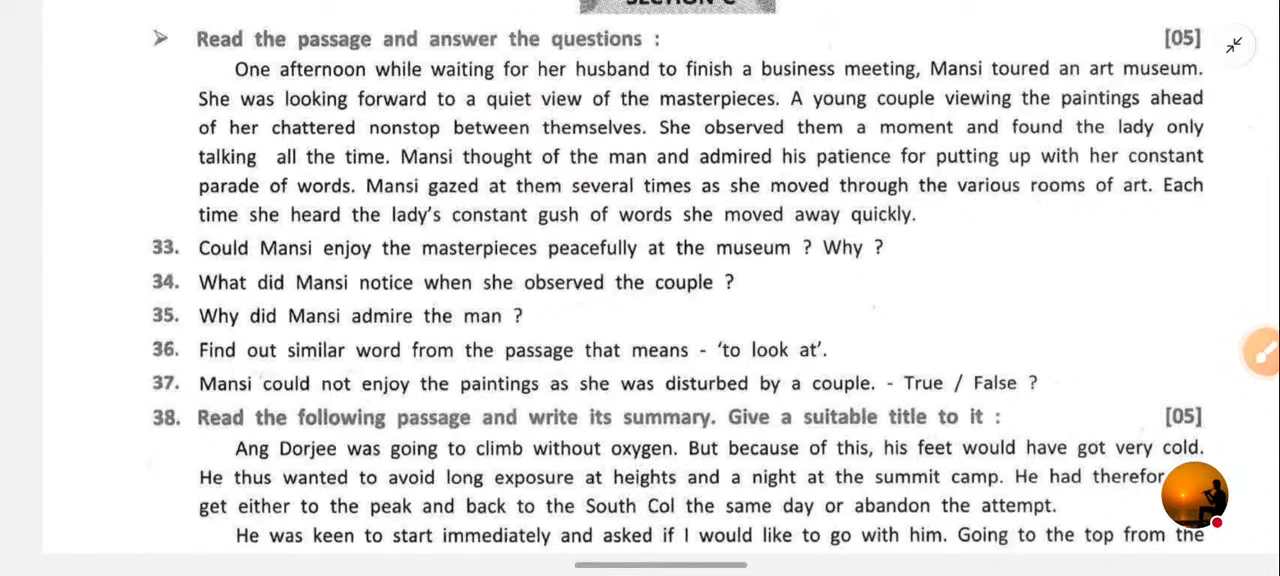 SECTION-C
➢ Read the passage and answer the questions : [05]
One afternoon while waiting for her husband to finish a business meeting, Mansi toured an art museum.
She was looking forward to a quiet view of the masterpieces. A young couple viewing the paintings ahead
of her chattered nonstop between themselves. She observed them a moment and found the lady only
talking all the time. Mansi thought of the man and admired his patience for putting up with her constant
parade of words. Mansi gazed at them several times as she moved through the various rooms of art. Each
time she heard the lady's constant gush of words she moved away quickly.
33. Could Mansi enjoy the masterpieces peacefully at the museum ? Why ?
34. What did Mansi notice when she observed the couple ?
35. Why did Mansi admire the man ?
36. Find out similar word from the passage that means - 'to look at'.
37. Mansi could not enjoy the paintings as she was disturbed by a couple. - True / False ?
38. Read the following passage and write its summary. Give a suitable title to it : [05]
Ang Dorjee was going to climb without oxygen. But because of this, his feet would have got very cold.
He thus wanted to avoid long exposure at heights and a night at the summit camp. He had
get either to the peak and back to the South Col the same day or abandon the attempt.
He was keen to start immediately and asked if I would like to go with him. Going to the top from the